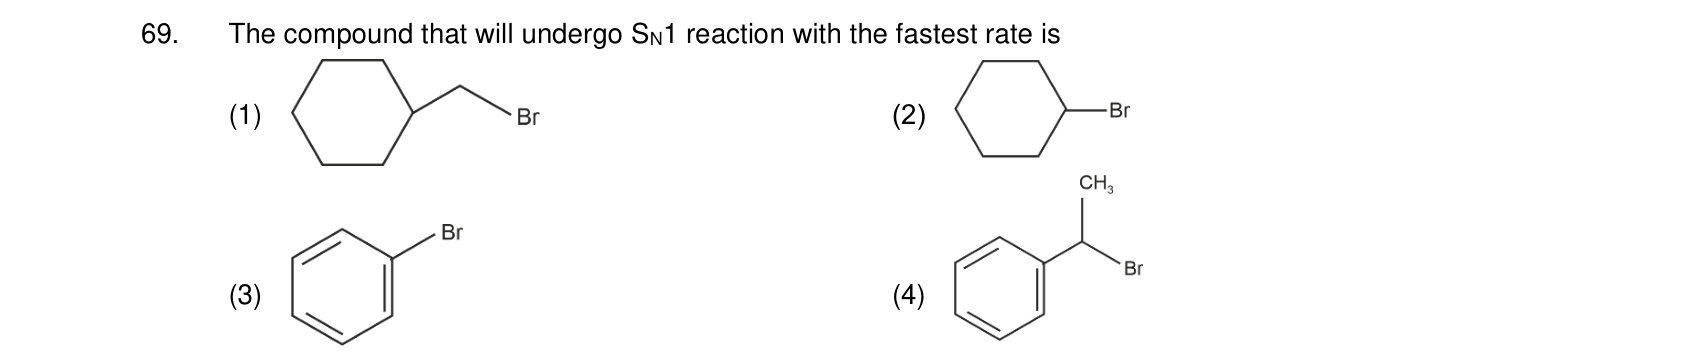 69. The compound that will undergo SN1 reaction with the fastest rate is
(1) Br
(2) Br
CH3
(3) Br
(4) Br